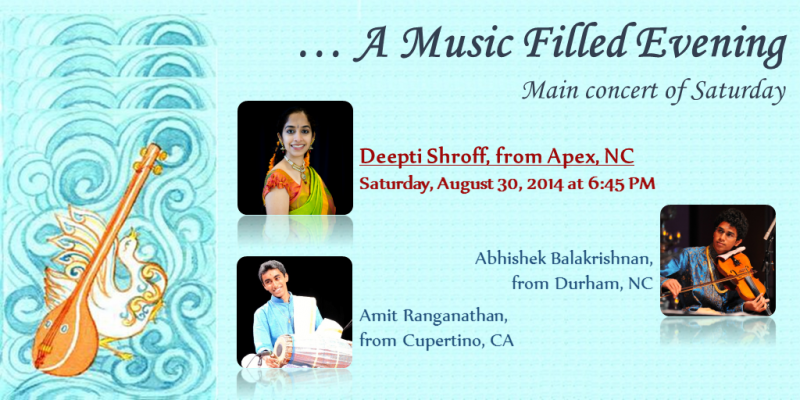 ... A Music Filled Evening
Main concert of Saturday
Deepti Shroff, from Apex, NC
Saturday, August 30, 2014 at 6:45 PM
Abhishek Balakrishnan,
from Durham, NC
Amit Ranganathan,
from Cupertino, CA